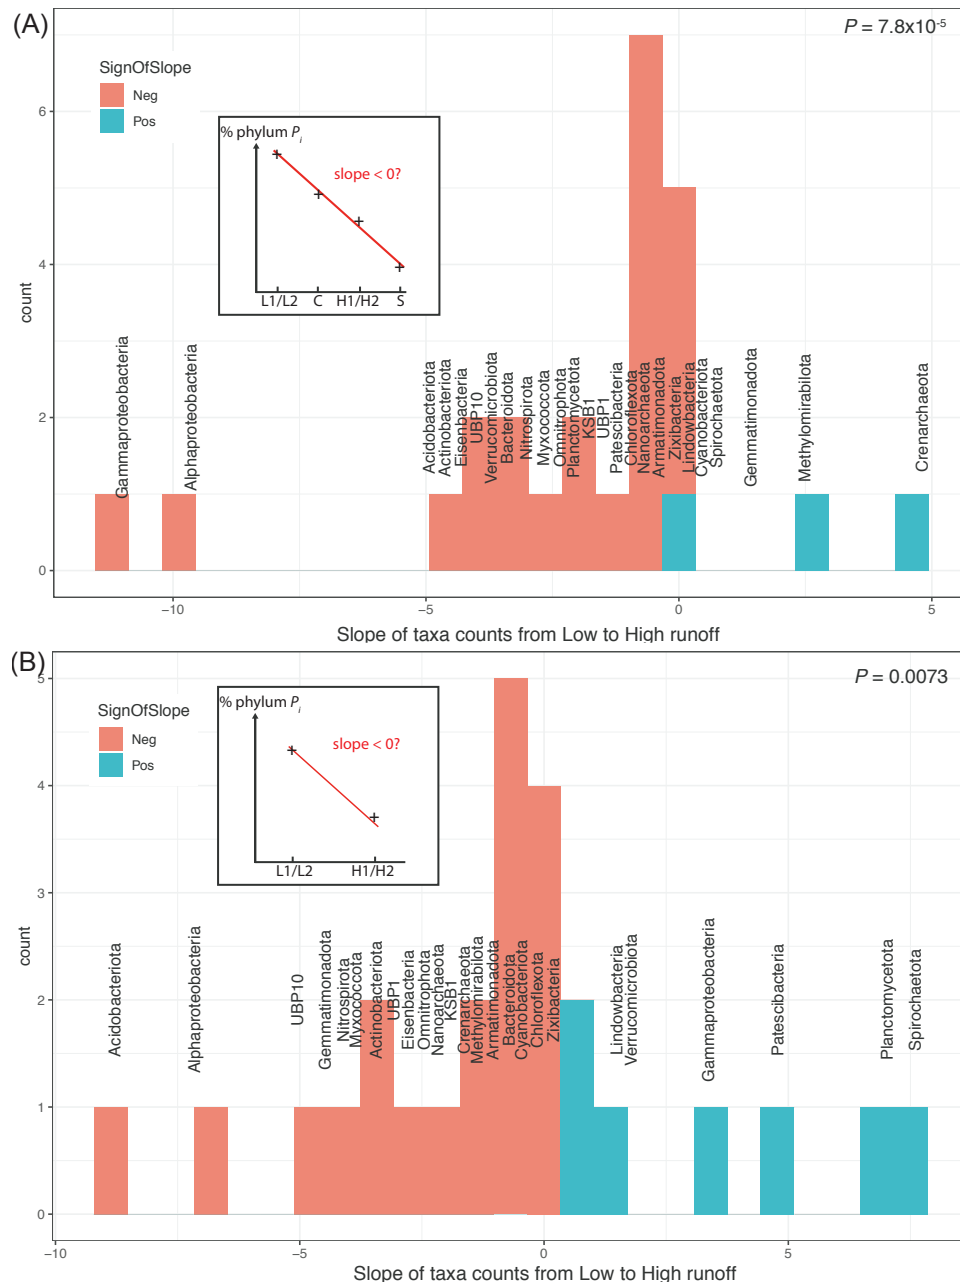 (A)
P = 7.8x10-5
SignOfSlope
Neg
Pos
% phylum Pi
slope < 0?
L1/L2 C H1/H2 S
6
4
2
0
count
Gammaproteobacteria
Alphaproteobacteria
Acidobacteriota
Actinobacteriota
Eisenbacteria
UBP10
Verrucomicrobiota
Bacteroidota
Nitrospirota
Myxococcota
Omnitrophota
Planctomycetota
KSB1
UBP1
Patescibacteria
Chloroflexota
Nanoarchaeota
Armatimonadota
Zixibacteria
Lindowbacteria
Cyanobacteriota
Spirochaetota
Gemmatimonadota
Methylomirabilota
Crenarchaeota
-10 -5 0 5
Slope of taxa counts from Low to High runoff
(B)
P = 0.0073
SignOfSlope
Neg
Pos
% phylum Pi
slope < 0?
L1/L2 H1/H2
5
4
3
2
1
0
count
Acidobacteriota
Alphaproteobacteria
UBP10
Gemmatimonadota
Nitrospirota
Myxococcota
Actinobacteriota
UBP1
Eisenbacteria
Omnitrophota
Nanoarchaeota
KSB1
Crenarchaeota
Methylomirabilota
Armatimonadota
Bacteroidota
Cyanobacteriota
Chloroflexota
Zixibacteria
Lindowbacteria
Verrucomicrobiota
Gammaproteobacteria
Patescibacteria
Planctomycetota
Spirochaetota
-10 -5 0 5
Slope of taxa counts from Low to High runoff